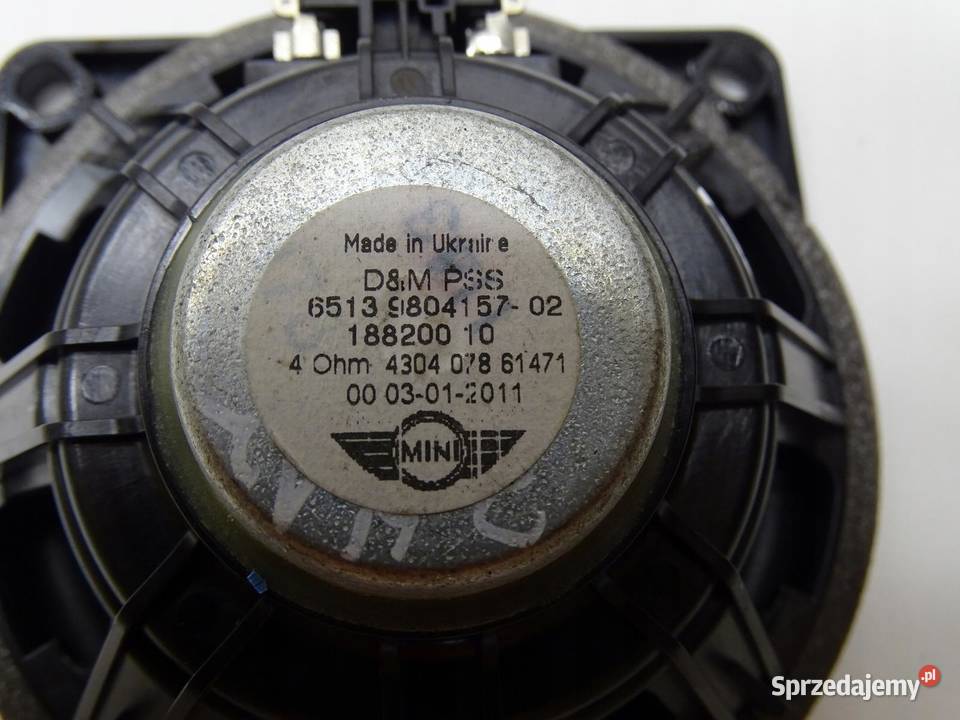 Made in Ukraine
D&M PSS
6513 9804157-02
188200 10
4 Ohm 4304 078 61471
00 03-01-2011
MINI
Sprzedajemy.pl